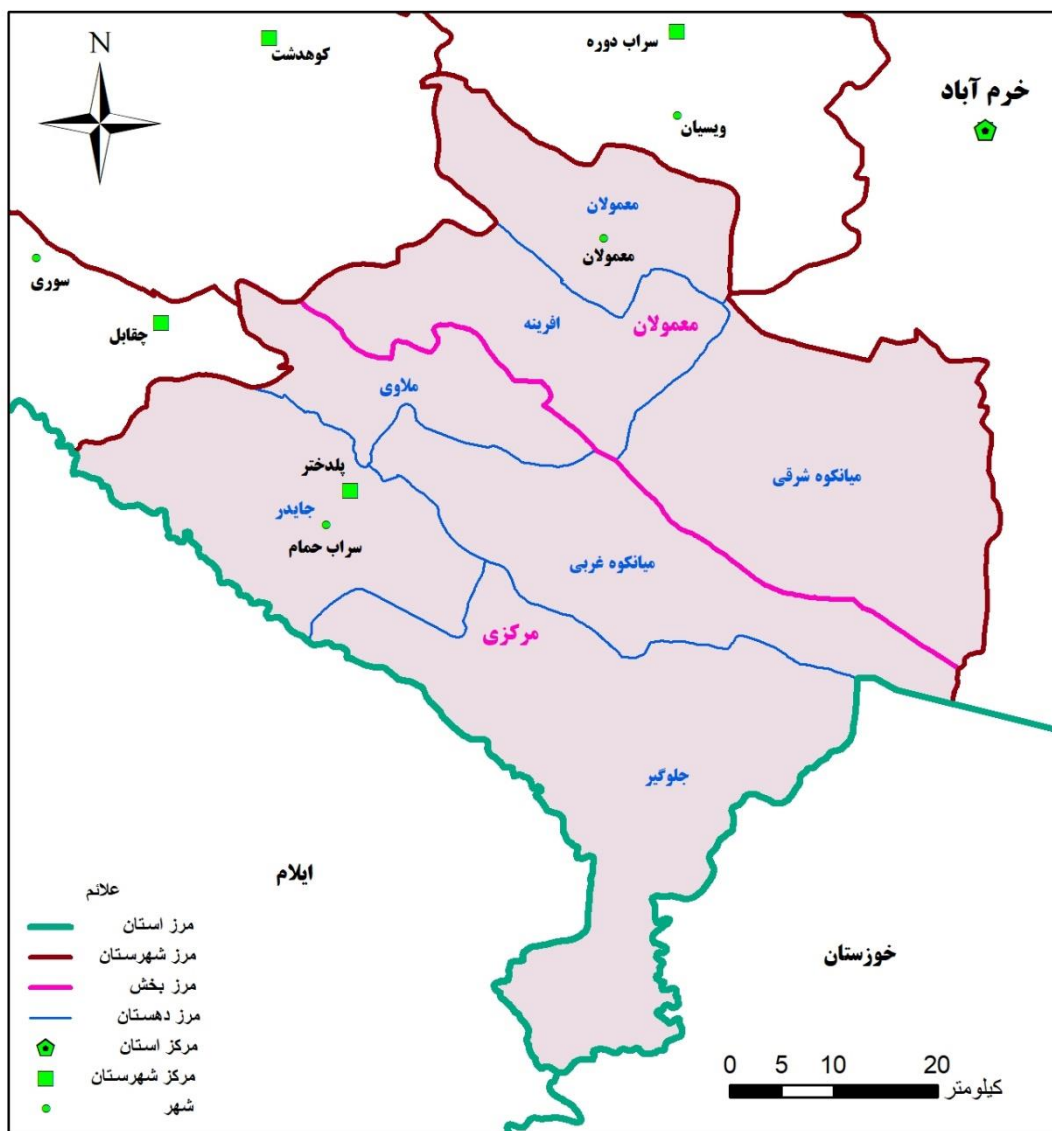 N
کوهدشت
سراب دوره
خرم آباد
ویسیان
معمولان
معمولان
سوری
چقابل
افرینه
معمولان
ملاوی
پلدختر
میانکوه شرقی
جایدر
سراب حمام
میانکوه غربی
مرکزی
جلوگیر
ایلام
خوزستان
علائم
مرز استان
مرز شهرستان
مرز بخش
مرز دهستان
مرکز استان
مرکز شهرستان
شهر
0 5 10 20
کیلومتر